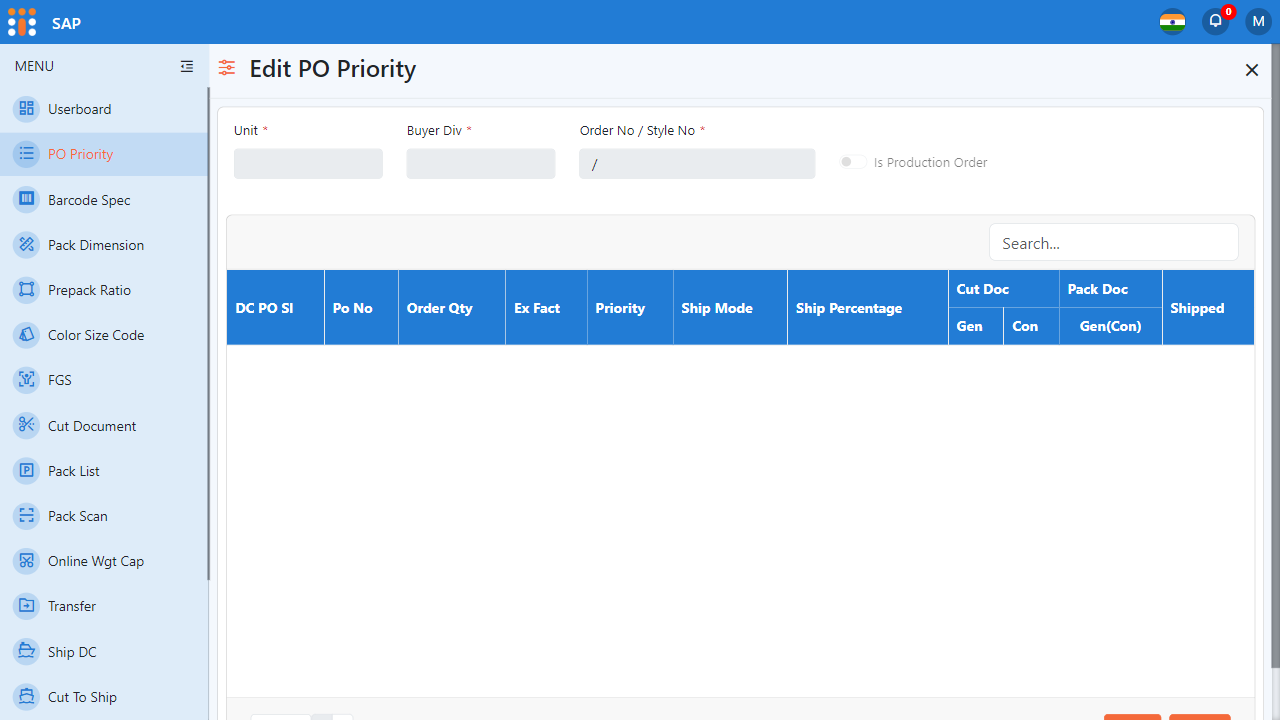 SAP
0
M
MENU
Edit PO Priority
Userboard
PO Priority
Barcode Spec
Pack Dimension
Prepack Ratio
Color Size Code
FGS
Cut Document
Pack List
Pack Scan
Online Wgt Cap
Transfer
Ship DC
Cut To Ship
Unit *
Buyer Div *
Order No / Style No *
/
Is Production Order
Search...
DC PO Sl
Po No
Order Qty
Ex Fact
Priority
Ship Mode
Ship Percentage
Cut Doc
Gen
Con
Pack Doc
Gen(Con)
Shipped